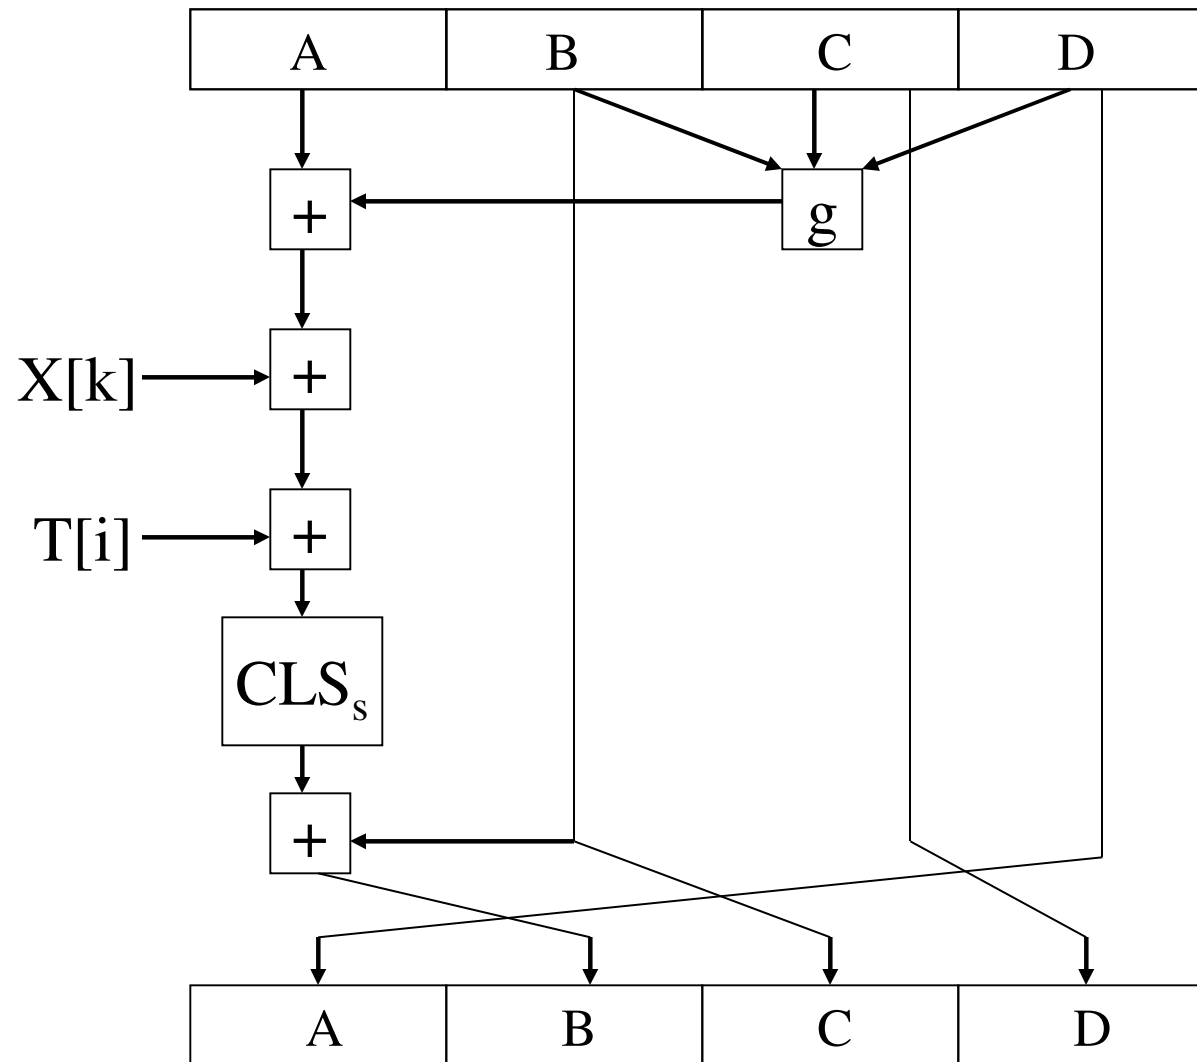 A B C D
+ g
X[k] +
T[i] +
CLSs
+
A B C D